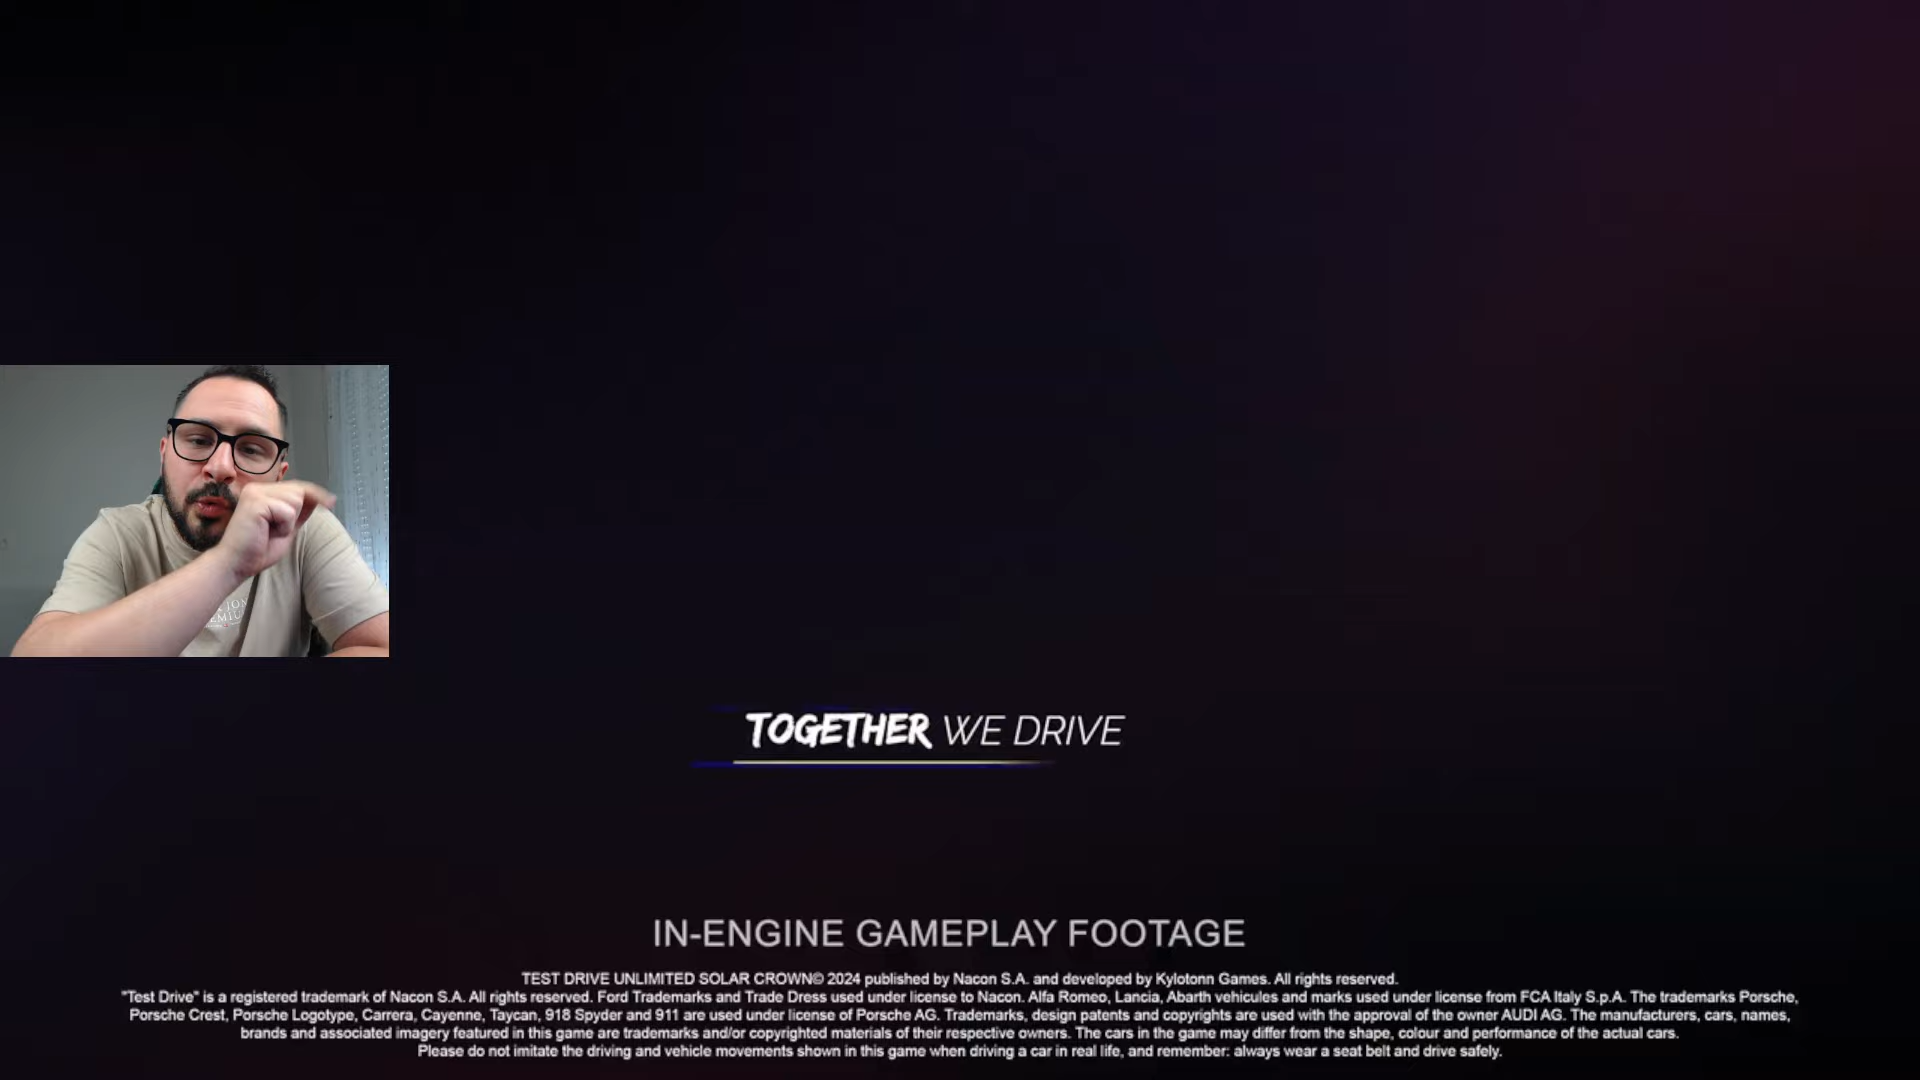 TOGETHER WE DRIVE
IN-ENGINE GAMEPLAY FOOTAGE
TEST DRIVE UNLIMITED SOLAR CROWN© 2024 published by Nacon S.A. and developed by Kylotonn Games. All rights reserved.
"Test Drive" is a registered trademark of Nacon S.A. All rights reserved. Ford Trademarks and Trade Dress used under license to Nacon. Alfa Romeo, Lancia, Abarth vehicules and marks used under license from FCA Italy S.p.A. The trademarks Porsche,
Porsche Crest, Porsche Logotype, Carrera, Cayenne, Taycan, 918 Spyder and 911 are used under license of Porsche AG. Trademarks, design patents and copyrights are used with the approval of the owner AUDI AG. The manufacturers, cars, names,
brands and associated imagery featured in this game are trademarks and/or copyrighted materials of their respective owners. The cars in the game may differ from the shape, colour and performance of the actual cars.
Please do not imitate the driving and vehicle movements shown in this game when driving a car in real life, and remember: always wear a seat belt and drive safely.